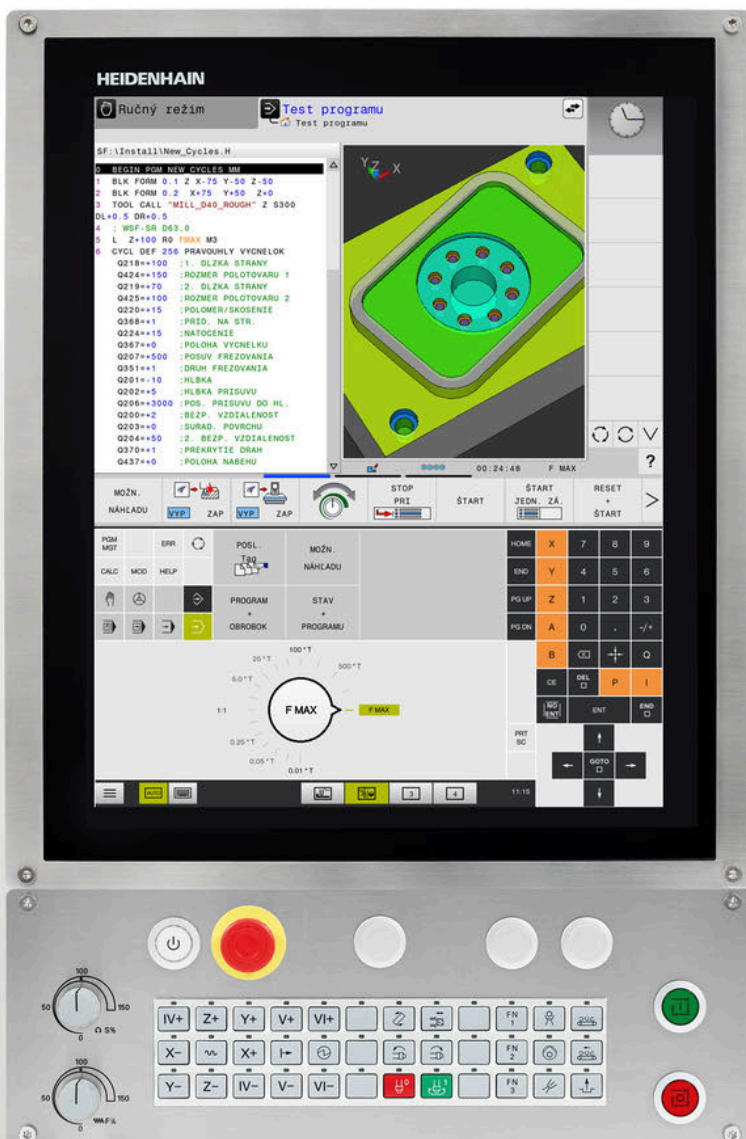 HEIDENHAIN
Ručný režim
Test programu
Test programu
SF:\Install\New_Cycles.H
0 BEGIN PGM NEW_CYCLES MM
1 BLK FORM 0.1 Z X-75 Y-50 Z-50
2 BLK FORM 0.2 X+75 Y+50 Z+0
3 TOOL CALL "MILL_D40_ROUGH" Z S300
DL+0.5 DR+0.5
4 ; WSF-SR D63.0
5 L Z+100 R0 FMAX M3
6 CYCL DEF 256 PRAVOUHLY VYCNELOK
Q218=+100 ;1. DLZKA STRANY
Q424=+150 ;ROZMER POLOTOVARU 1
Q219=+70 ;2. DLZKA STRANY
Q425=+100 ;ROZMER POLOTOVARU 2
Q220=+15 ;POLOMER/SKOSENIE
Q368=+1 ;PRID. NA STR.
Q224=+15 ;NATOCENIE
Q367=+0 ;POLOHA VYCNELKU
Q207=+500 ;POSUV FREZOVANIA
Q351=+1 ;DRUH FREZOVANIA
Q201=-10 ;HLBKA
Q202=+5 ;HLBKA PRISUVU
Q206=+3000 ;POS. PRISUVU DO HL.
Q200=+2 ;BEZP. VZDIALENOST
Q203=+0 ;SURAD. POVRCHU
Q204=+50 ;2. BEZP. VZDIALENOST
Q370=+1 ;PREKRYTIE DRAH
Q437=+0 ;POLOHA NABEHU
Y Z X
?
00:24:48 F MAX
MOŽN.
NÁHĽADU
VYP ZAP
VYP ZAP
STOP
PRI
ŠTART
ŠTART
JEDN. ZÁ.
RESET
+
ŠTART
PGM
MGT
ERR
CALC MOD HELP
POSL.
MOŽN.
NÁHĽADU
PROGRAM
+
OBROBOK
STAV
+
PROGRAMU
HOME X 7 8 9
END Y 4 5 6
PG UP Z 1 2 3
PG DN A 0 . -/+
B Q
CE DEL P I
NO
ENT
ENT
END
PRT
SC
GOTO
100*T
25*T
500*T
5.0*T
1:1
F MAX
F MAX
0.25*T
0.05*T
0.01*T
AUTO
3 4
11:15
100
50 150
0
S%
100
50 150
0
F%
IV+ Z+ Y+ V+ VI+ FN 1
X- X+ FN 2
Y- Z- IV- V- VI- 0 1 FN 3